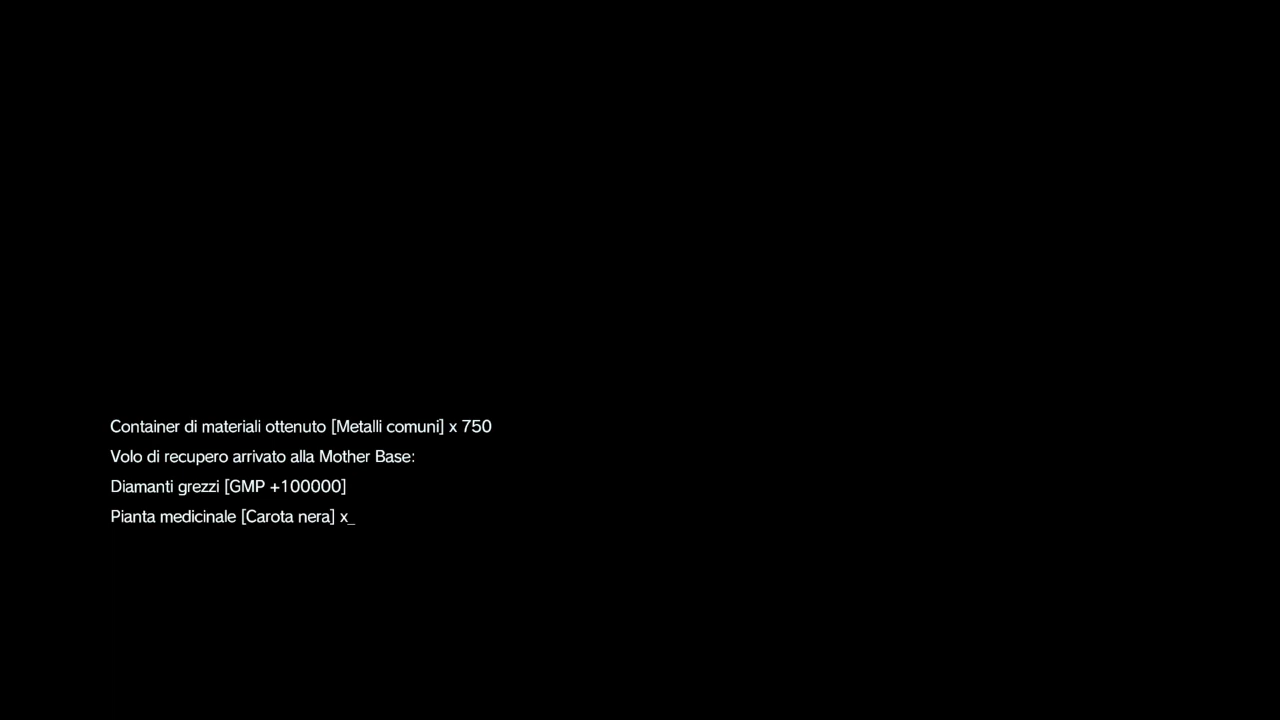 Container di materiali ottenuto [Metalli comuni] x 750
Volo di recupero arrivato alla Mother Base:
Diamanti grezzi [GMP +100000]
Pianta medicinale [Carota nera] x_